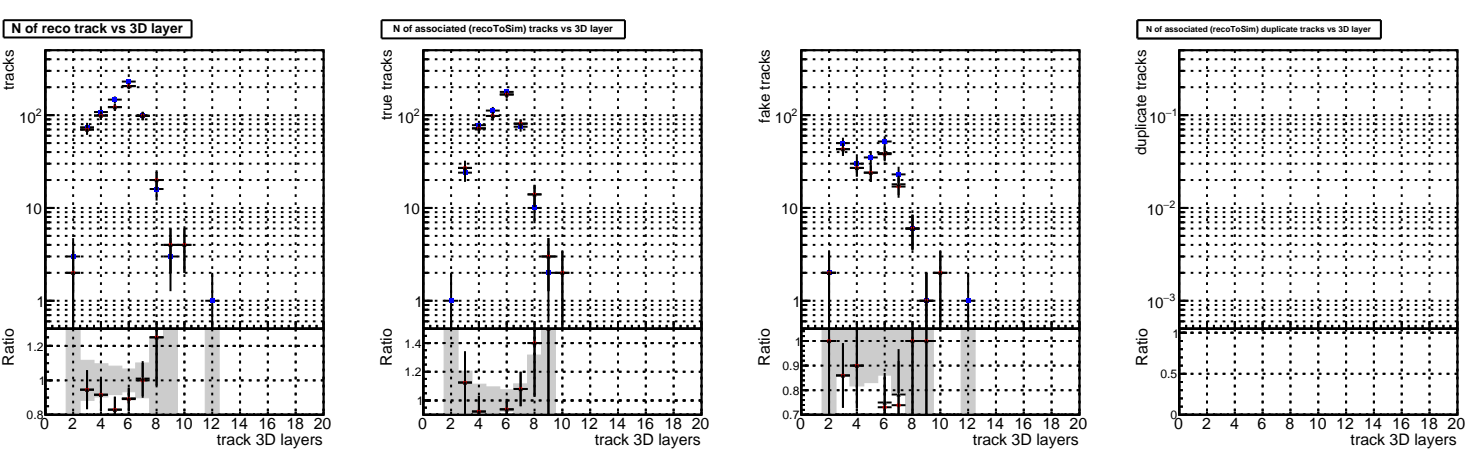 N of reco track vs 3D layer
tracks
10²
10
1
Ratio
1.2
1
0.8
0 2 4 6 8 10 12 14 16 18 20
track 3D layers
N of associated (recoToSim) tracks vs 3D layer
true tracks
10²
10
1
Ratio
1.4
1.2
1
0 2 4 6 8 10 12 14 16 18 20
track 3D layers
fake tracks
10²
10
1
Ratio
1
0.9
0.8
0.7
0 2 4 6 8 10 12 14 16 18 20
track 3D layers
N of associated (recoToSim) duplicate tracks vs 3D layer
duplicate tracks
10⁻¹
10⁻²
10⁻³
Ratio
1
0.5
0
0 2 4 6 8 10 12 14 16 18 20
track 3D layers